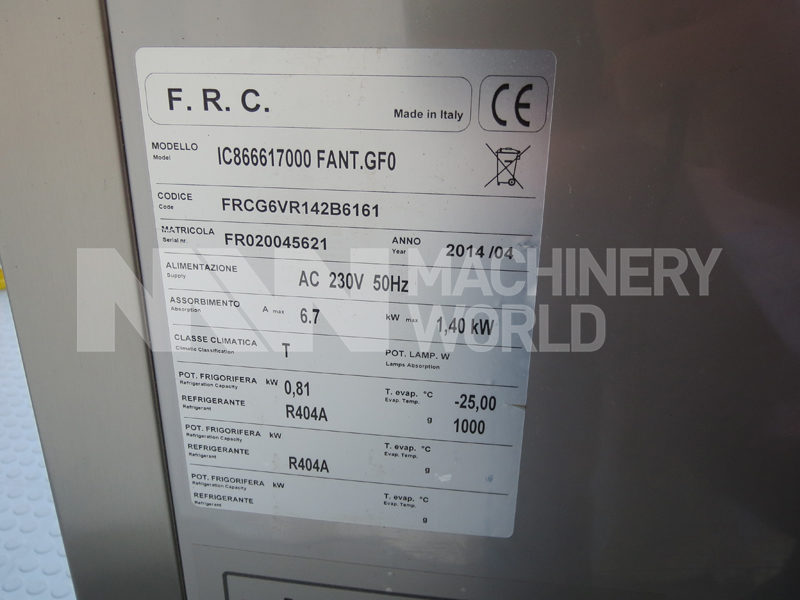 F. R. C.
Made in Italy
CE
MODELLO
Model
IC866617000 FANT.GF0
CODICE
Code
FRCG6VR142B6161
MATRICOLA
Serial nr.
FR020045621
ANNO
Year
2014/04
ALIMENTAZIONE
Supply
AC 230V 50Hz
ASSORBIMENTO
Absorption
A max
6.7
kW max
1,40 kW
CLASSE CLIMATICA
Climatic Classification
T
POT. LAMP. W
Lamps Absorption
POT. FRIGORIFERA kW
Refrigeration Capacity
0,81
T. evap. °C
Evap. Temp.
-25,00
REFRIGERANTE
Refrigerant
R404A
g
1000
POT. FRIGORIFERA kW
Refrigeration Capacity
T. evap. °C
Evap. Temp.
REFRIGERANTE
Refrigerant
R404A
g
POT. FRIGORIFERA kW
Refrigeration Capacity
T. evap. °C
Evap. Temp.
REFRIGERANTE
Refrigerant
g
MACHINERY
WORLD